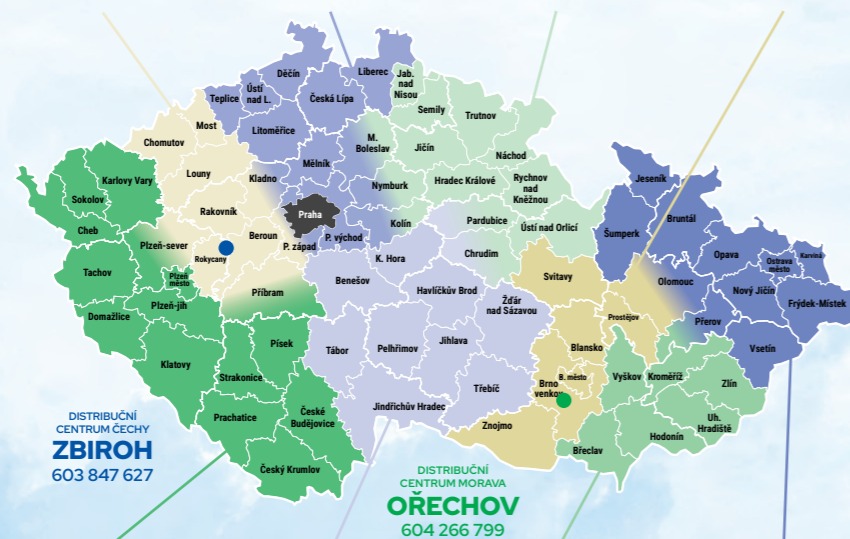 Děčín
Liberec
Jab.
nad
Nisou
Teplice
Ústí
nad L.
Česká Lípa
Semily
Trutnov
Most
Litoměřice
Chomutov
M.
Boleslav
Jičín
Náchod
Louny
Mělník
Kladno
Nymburk
Hradec Králové
Rychnov
nad
Kněžnou
Jeseník
Karlovy Vary
Sokolov
Rakovník
Praha
Kolín
Pardubice
Ústí nad Orlicí
Šumperk
Bruntál
Cheb
Plzeň-sever
Beroun
P. západ
P. východ
Rokycany
K. Hora
Chrudim
Opava
Ostrava
město
Karviná
Tachov
Plzeň
město
Benešov
Svitavy
Olomouc
Nový Jičín
Frýdek-Místek
Příbram
Havlíčkův Brod
Žďár
nad Sázavou
Plzeň-jih
Domažlice
Prostějov
Přerov
Písek
Tábor
Pelhřimov
Jihlava
Blansko
Vsetín
Klatovy
Strakonice
Třebíč
Brno
venkov
B. město
Vyškov
Kroměříž
Zlín
Prachatice
České
Budějovice
Jindřichův Hradec
Znojmo
Uh.
Hradiště
Hodonín
Břeclav
Český Krumlov
DISTRIBUČNÍ
CENTRUM ČECHY
ZBIROH
603 847 627
DISTRIBUČNÍ
CENTRUM MORAVA
OŘECHOV
604 266 799